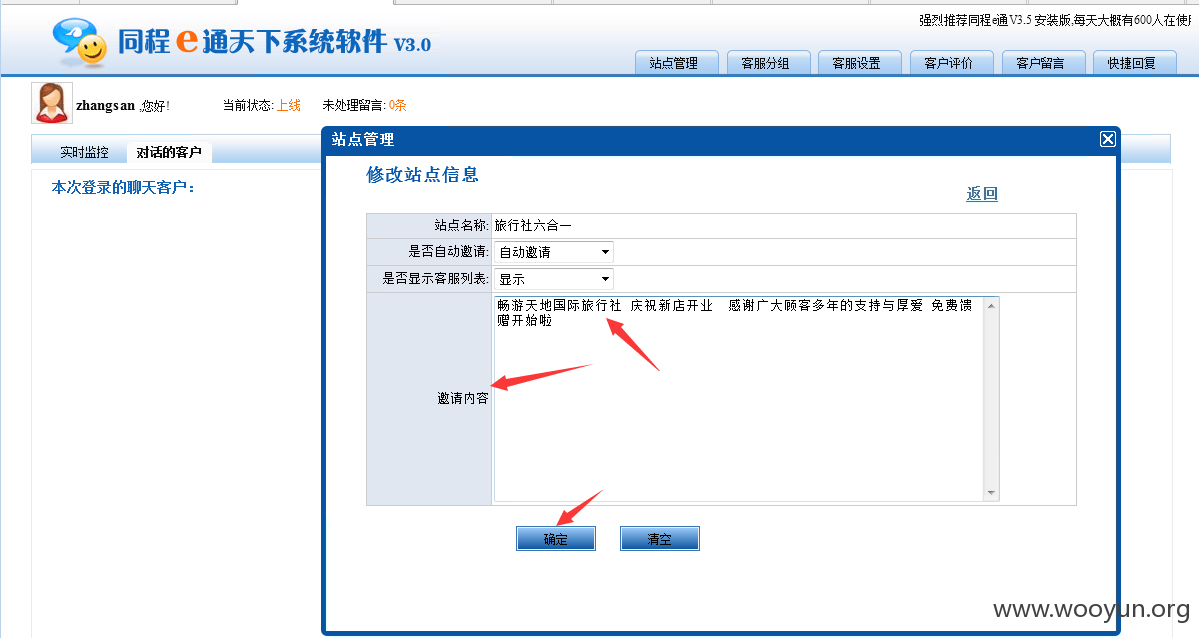 强烈推荐同程e通V3.5 安装版,每天大概有600人在使用
同程e通天下系统软件 V3.0
站点管理 客服分组 客服设置 客户评价 客户留言 快捷回复
zhangsan ,您好! 当前状态: 上线 未处理留言: 0条
实时监控 对话的客户
本次登录的聊天客户：
站点管理
修改站点信息
返回
站点名称: 旅行社六合一
是否自动邀请: 自动邀请
是否显示客服列表: 显示
邀请内容
畅游天地国际旅行社 庆祝新店开业 感谢广大顾客多年的支持与厚爱 免费馈
赠开始啦
确定 清空
www.wooyun.org